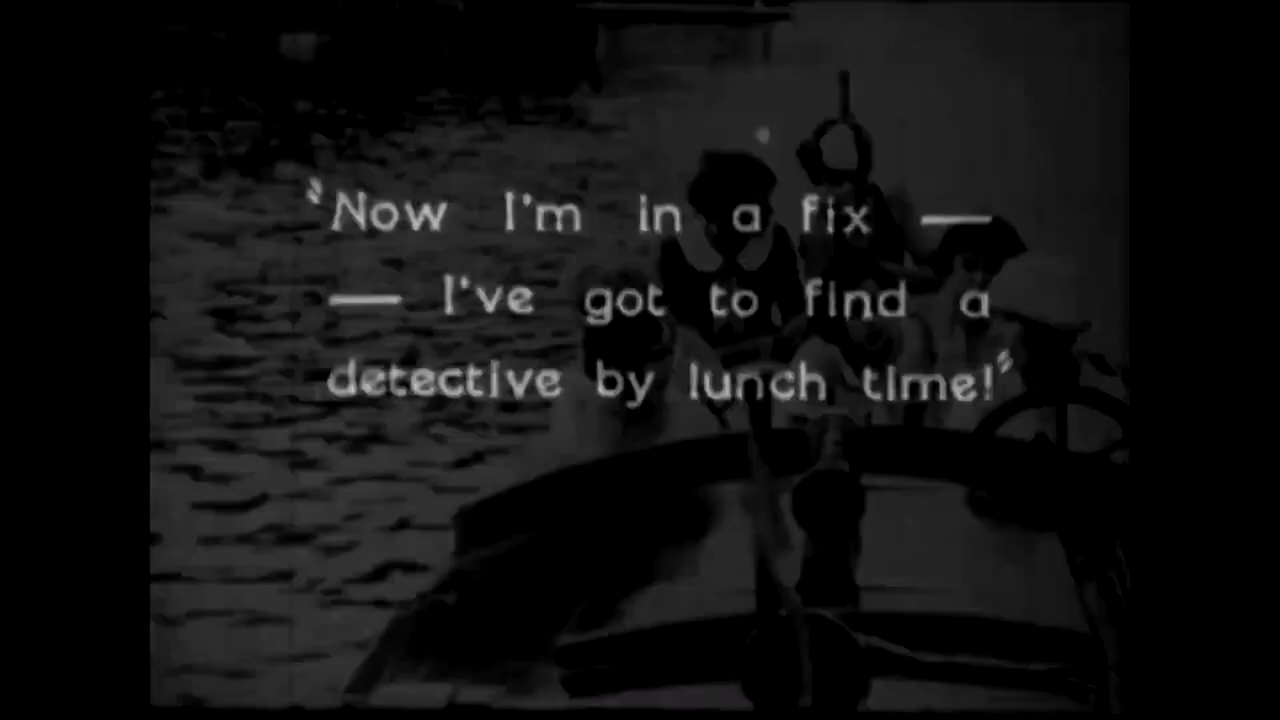 "Now I'm in a fix —
— I've got to find a
detective by lunch time!"